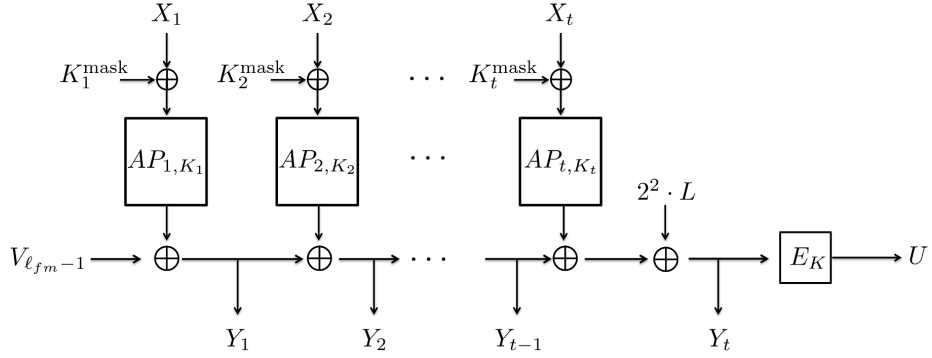 X_1 X_2 X_t
K_1^mask K_2^mask ··· K_t^mask
AP_{1,K_1} AP_{2,K_2} ··· AP_{t,K_t}
2^2 · L
V_{ℓ_{fm}−1} ··· E_K U
Y_1 Y_2 Y_{t−1} Y_t